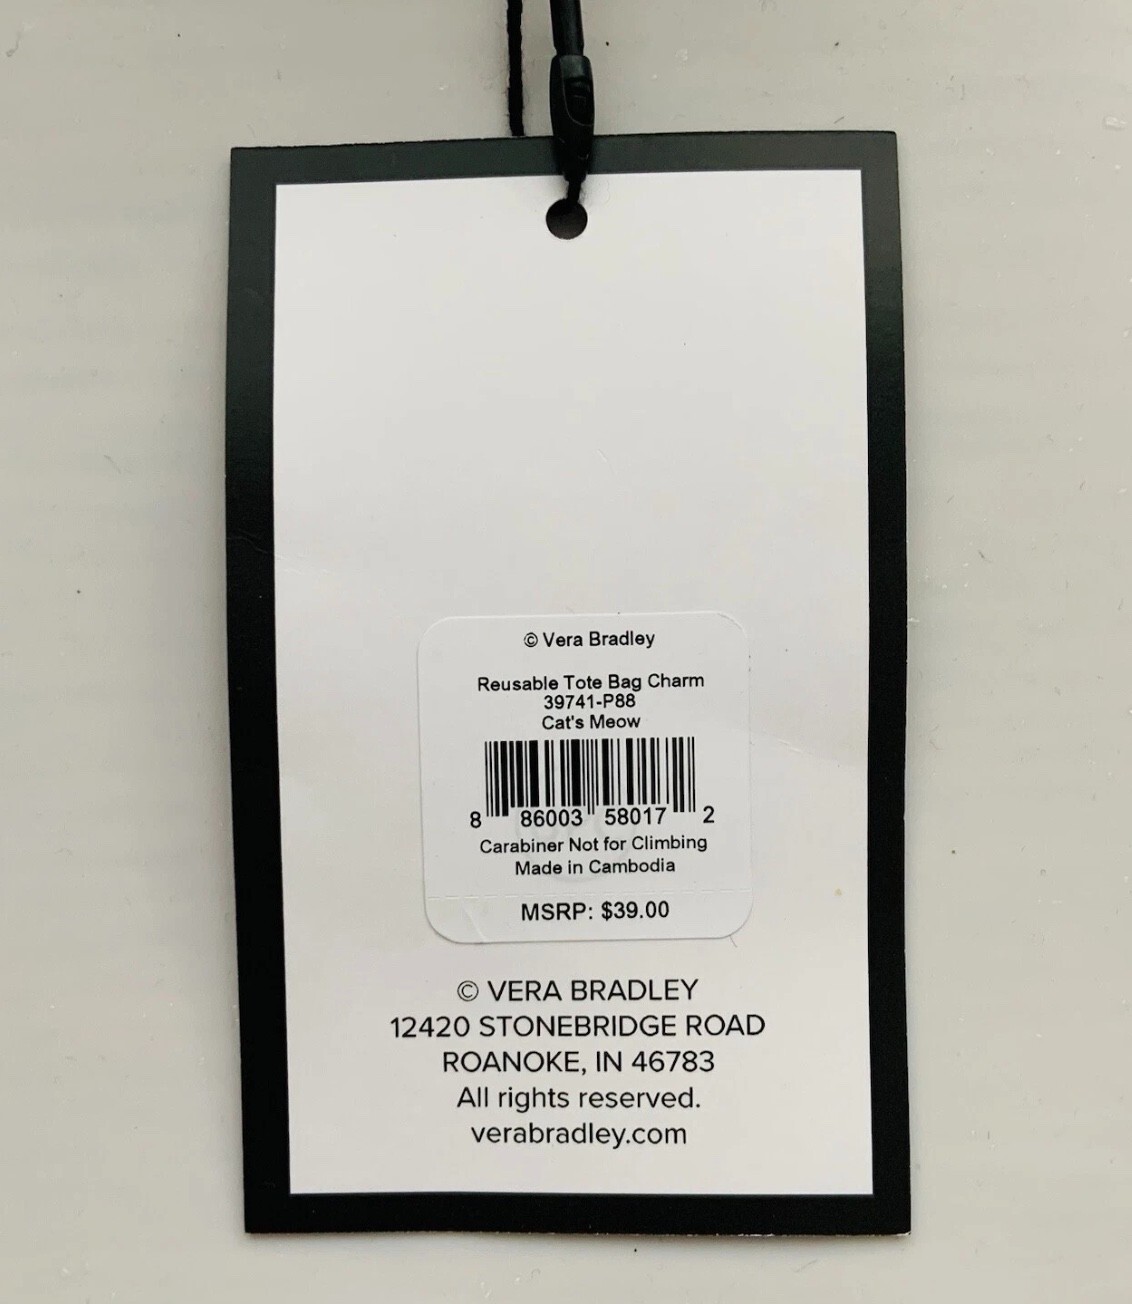 © Vera Bradley
Reusable Tote Bag Charm
39741-P88
Cat's Meow
8 86003 58017 2
Carabiner Not for Climbing
Made in Cambodia
MSRP: $39.00
© VERA BRADLEY
12420 STONEBRIDGE ROAD
ROANOKE, IN 46783
All rights reserved.
verabradley.com